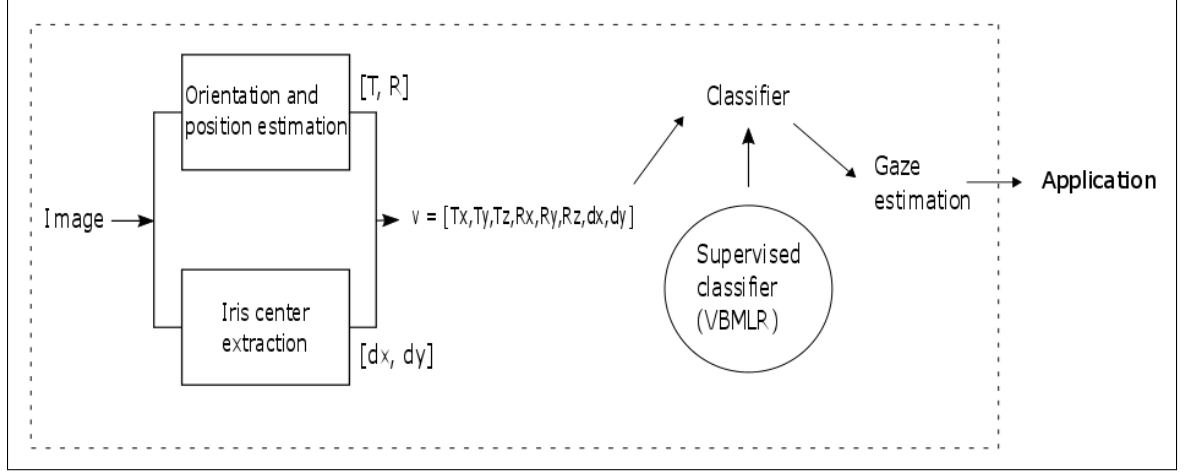 Image
Orientation and
position estimation
[T, R]
Iris center
extraction
[dx, dy]
v = [Tx,Ty,Tz,Rx,Ry,Rz,dx,dy]
Classifier
Supervised
classifier
(VBMLR)
Gaze
estimation
Application